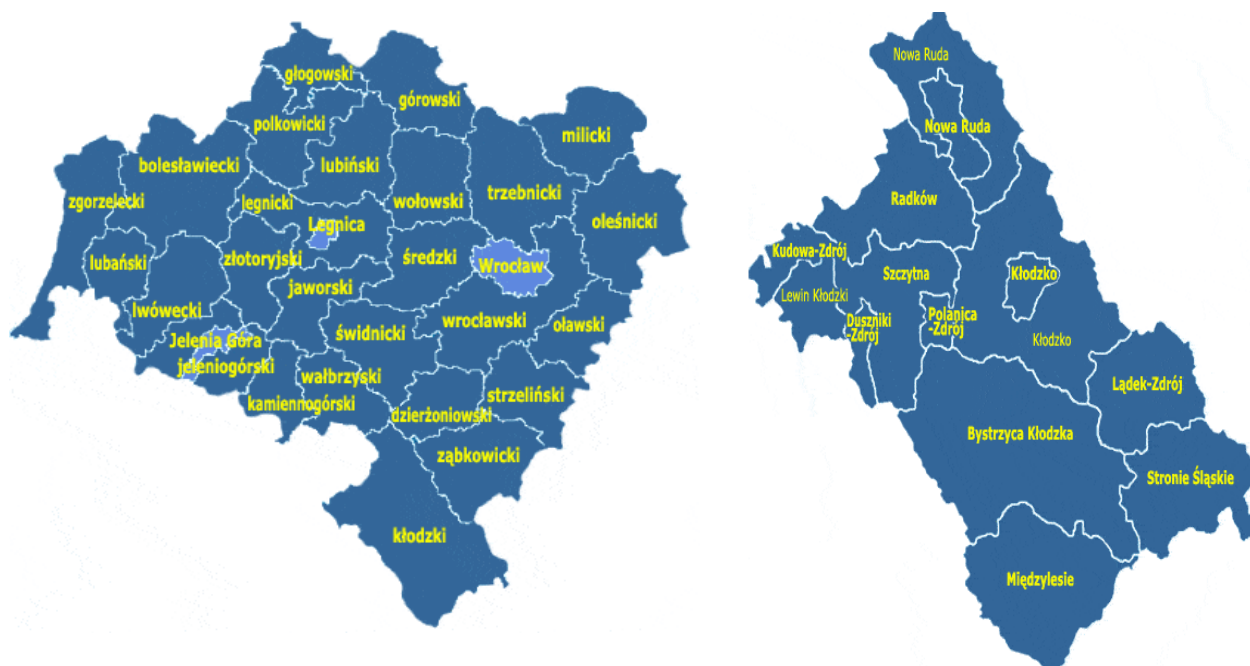 głogowski
górowski
polkowicki
milicki
bolesławiecki
lubiński
trzebnicki
zgorzelecki
legnicki
wołowski
Legnica
oleśnicki
lubański
złotoryjski
średzki
Wrocław
jaworski
lwówecki
wrocławski
oławski
świdnicki
Jelenia Góra
jeleniogórski
wałbrzyski
strzeliński
kamiennogórski
dzierżoniowski
ząbkowicki
kłodzki
Nowa Ruda
Nowa Ruda
Radków
Kudowa-Zdrój
Szczytna
Kłodzko
Lewin Kłodzki
Duszniki
-Zdrój
Polanica
-Zdrój
Kłodzko
Lądek-Zdrój
Bystrzyca Kłodzka
Stronie Śląskie
Międzylesie